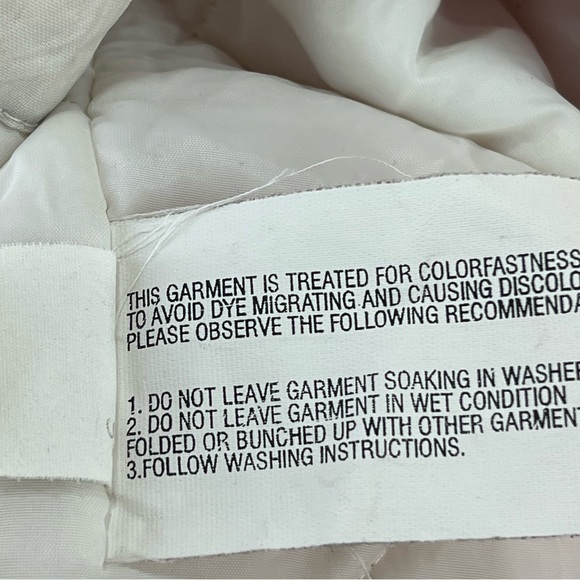 THIS GARMENT IS TREATED FOR COLORFASTNESS
TO AVOID DYE MIGRATING AND CAUSING DISCOLO
PLEASE OBSERVE THE FOLLOWING RECOMMENDA
1. DO NOT LEAVE GARMENT SOAKING IN WASHER
2. DO NOT LEAVE GARMENT IN WET CONDITION
FOLDED OR BUNCHED UP WITH OTHER GARMENT
3.FOLLOW WASHING INSTRUCTIONS.